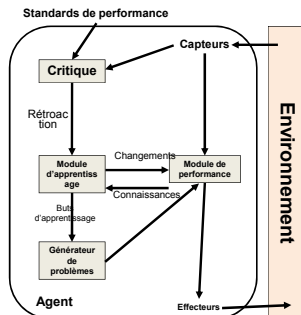 Standards de performance
Capteurs
Critique
Rétroac
tion
Changements
Module
d'apprentiss
age
Module de
performance
Connaissances
Buts
d'apprentissage
Générateur
de
problèmes
Agent
Effecteurs
Environnement